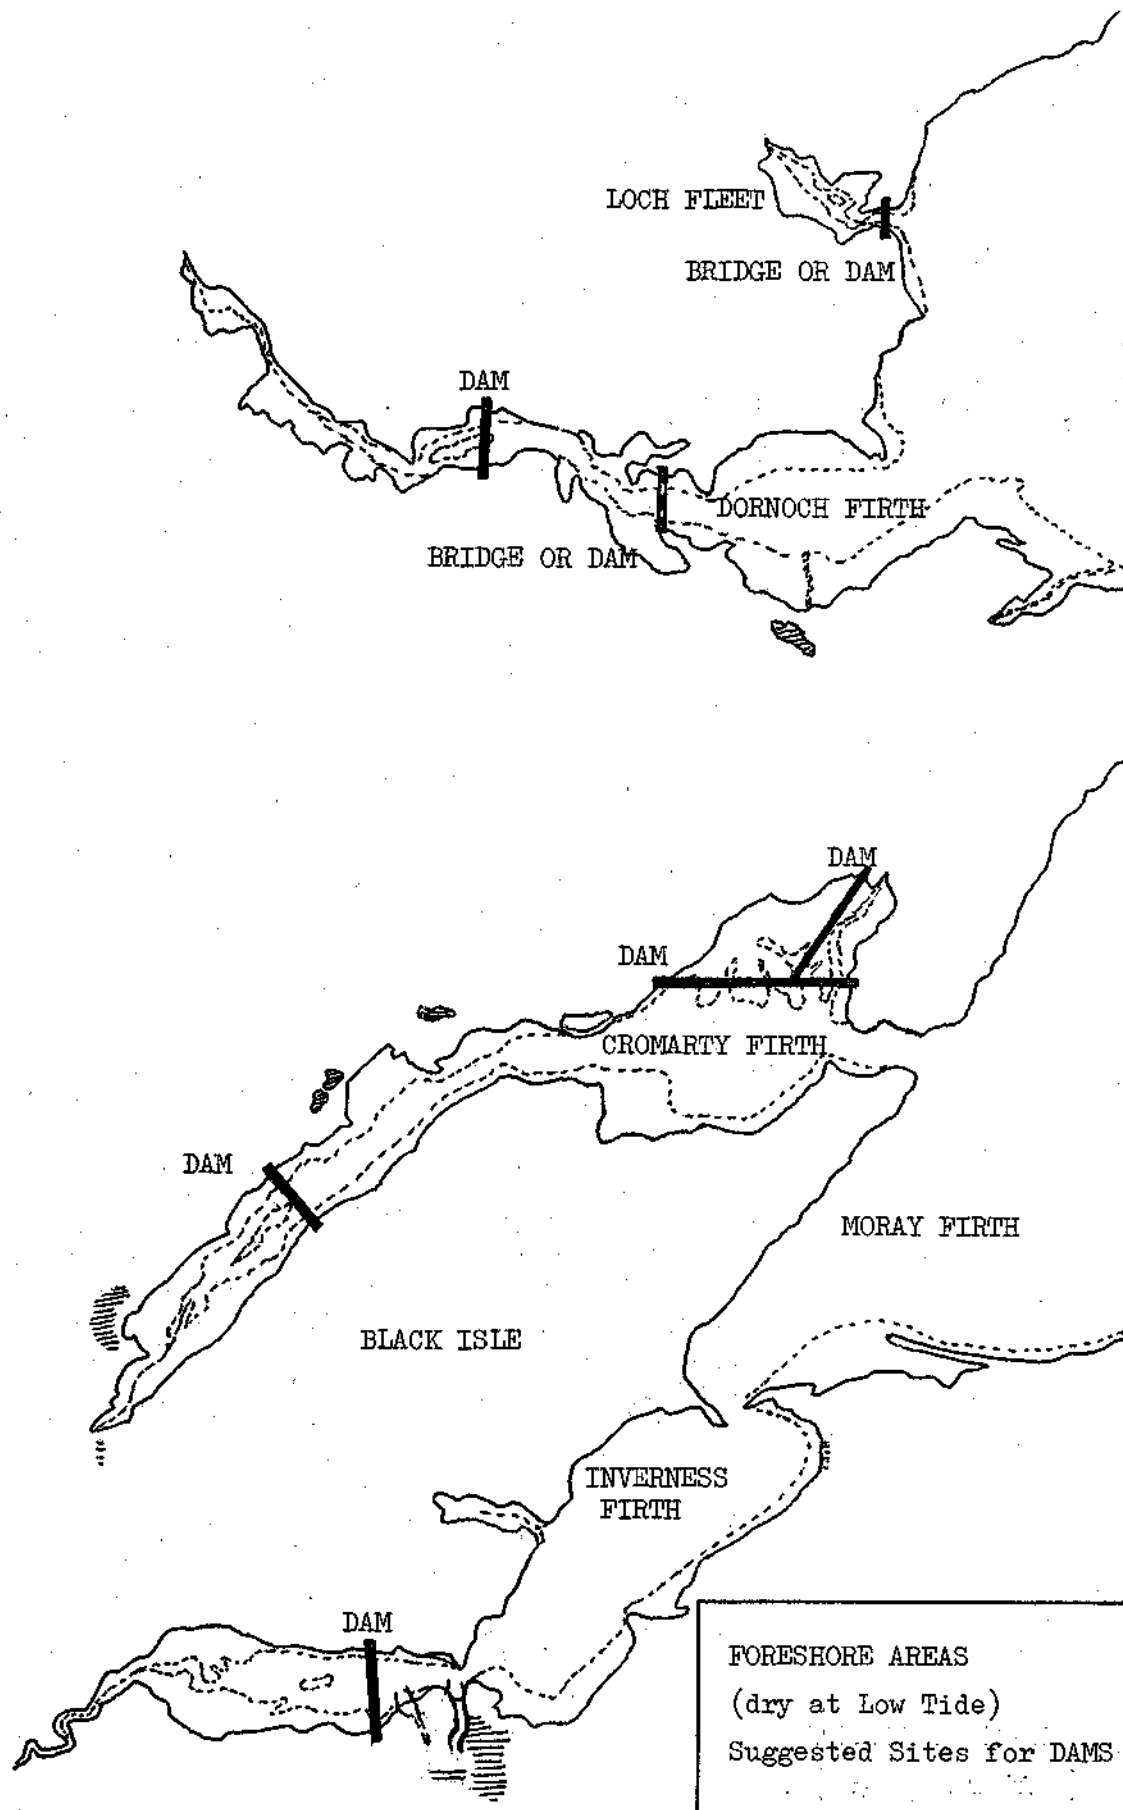 LOCH FLEET
BRIDGE OR DAM
DAM
DORNOCH FIRTH
BRIDGE OR DAM
DAM
DAM
CROMARTY FIRTH
DAM
MORAY FIRTH
BLACK ISLE
INVERNESS
FIRTH
DAM
FORESHORE AREAS
(dry at Low Tide)
Suggested Sites for DAMS